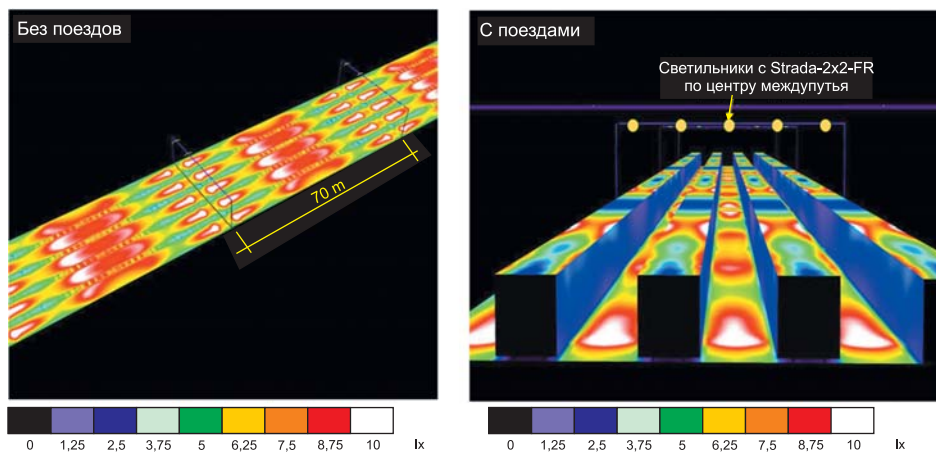 Без поездов
70 m
0 1,25 2,5 3,75 5 6,25 7,5 8,75 10 lx
С поездами
Светильники с Strada-2x2-FR
по центру междупутья
0 1,25 2,5 3,75 5 6,25 7,5 8,75 10 lx